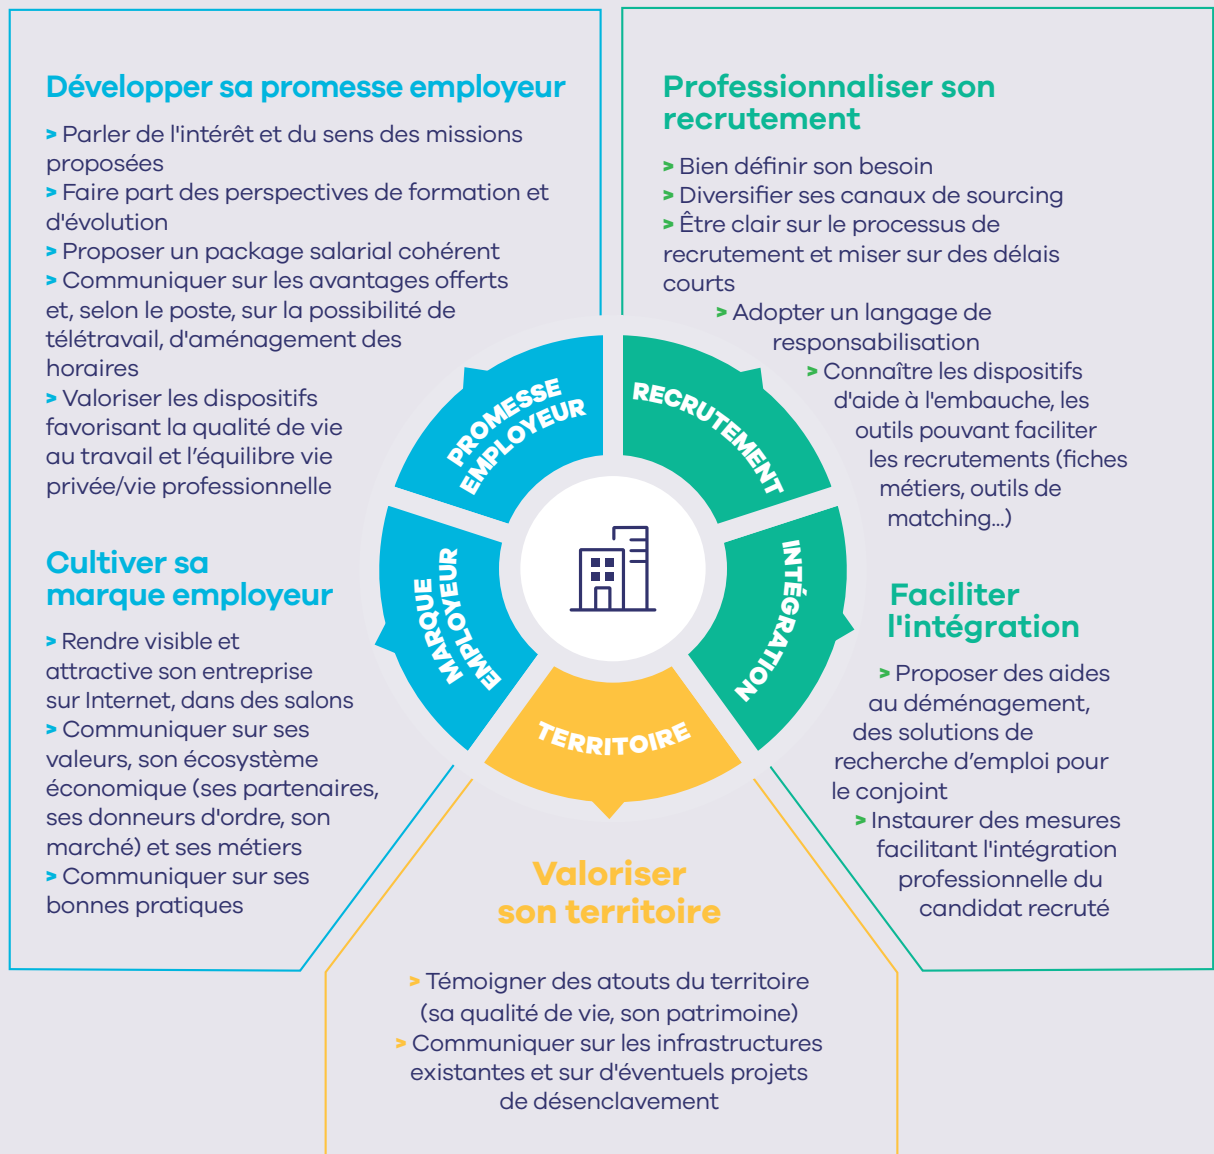 Développer sa promesse employeur
> Parler de l'intérêt et du sens des missions
proposées
> Faire part des perspectives de formation et
d'évolution
> Proposer un package salarial cohérent
> Communiquer sur les avantages offerts
et, selon le poste, sur la possibilité de
télétravail, d'aménagement des
horaires
> Valoriser les dispositifs
favorisant la qualité de vie
au travail et l’équilibre vie
privée/vie professionnelle
Cultiver sa
marque employeur
> Rendre visible et
attractive son entreprise
sur Internet, dans des salons
> Communiquer sur ses
valeurs, son écosystème
économique (ses partenaires,
ses donneurs d'ordre, son
marché) et ses métiers
> Communiquer sur ses
bonnes pratiques
Professionnaliser son
recrutement
> Bien définir son besoin
> Diversifier ses canaux de sourcing
> Être clair sur le processus de
recrutement et miser sur des délais
courts
> Adopter un langage de
responsabilisation
> Connaître les dispositifs
d'aide à l'embauche, les
outils pouvant faciliter
les recrutements (fiches
métiers, outils de
matching...)
Faciliter
l'intégration
> Proposer des aides
au déménagement,
des solutions de
recherche d’emploi pour
le conjoint
> Instaurer des mesures
facilitant l'intégration
professionnelle du
candidat recruté
PROMESSE
EMPLOYEUR
RECRUTEMENT
MARQUE
EMPLOYEUR
INTÉGRATION
TERRITOIRE
Valoriser
son territoire
> Témoigner des atouts du territoire
(sa qualité de vie, son patrimoine)
> Communiquer sur les infrastructures
existantes et sur d'éventuels projets
de désenclavement